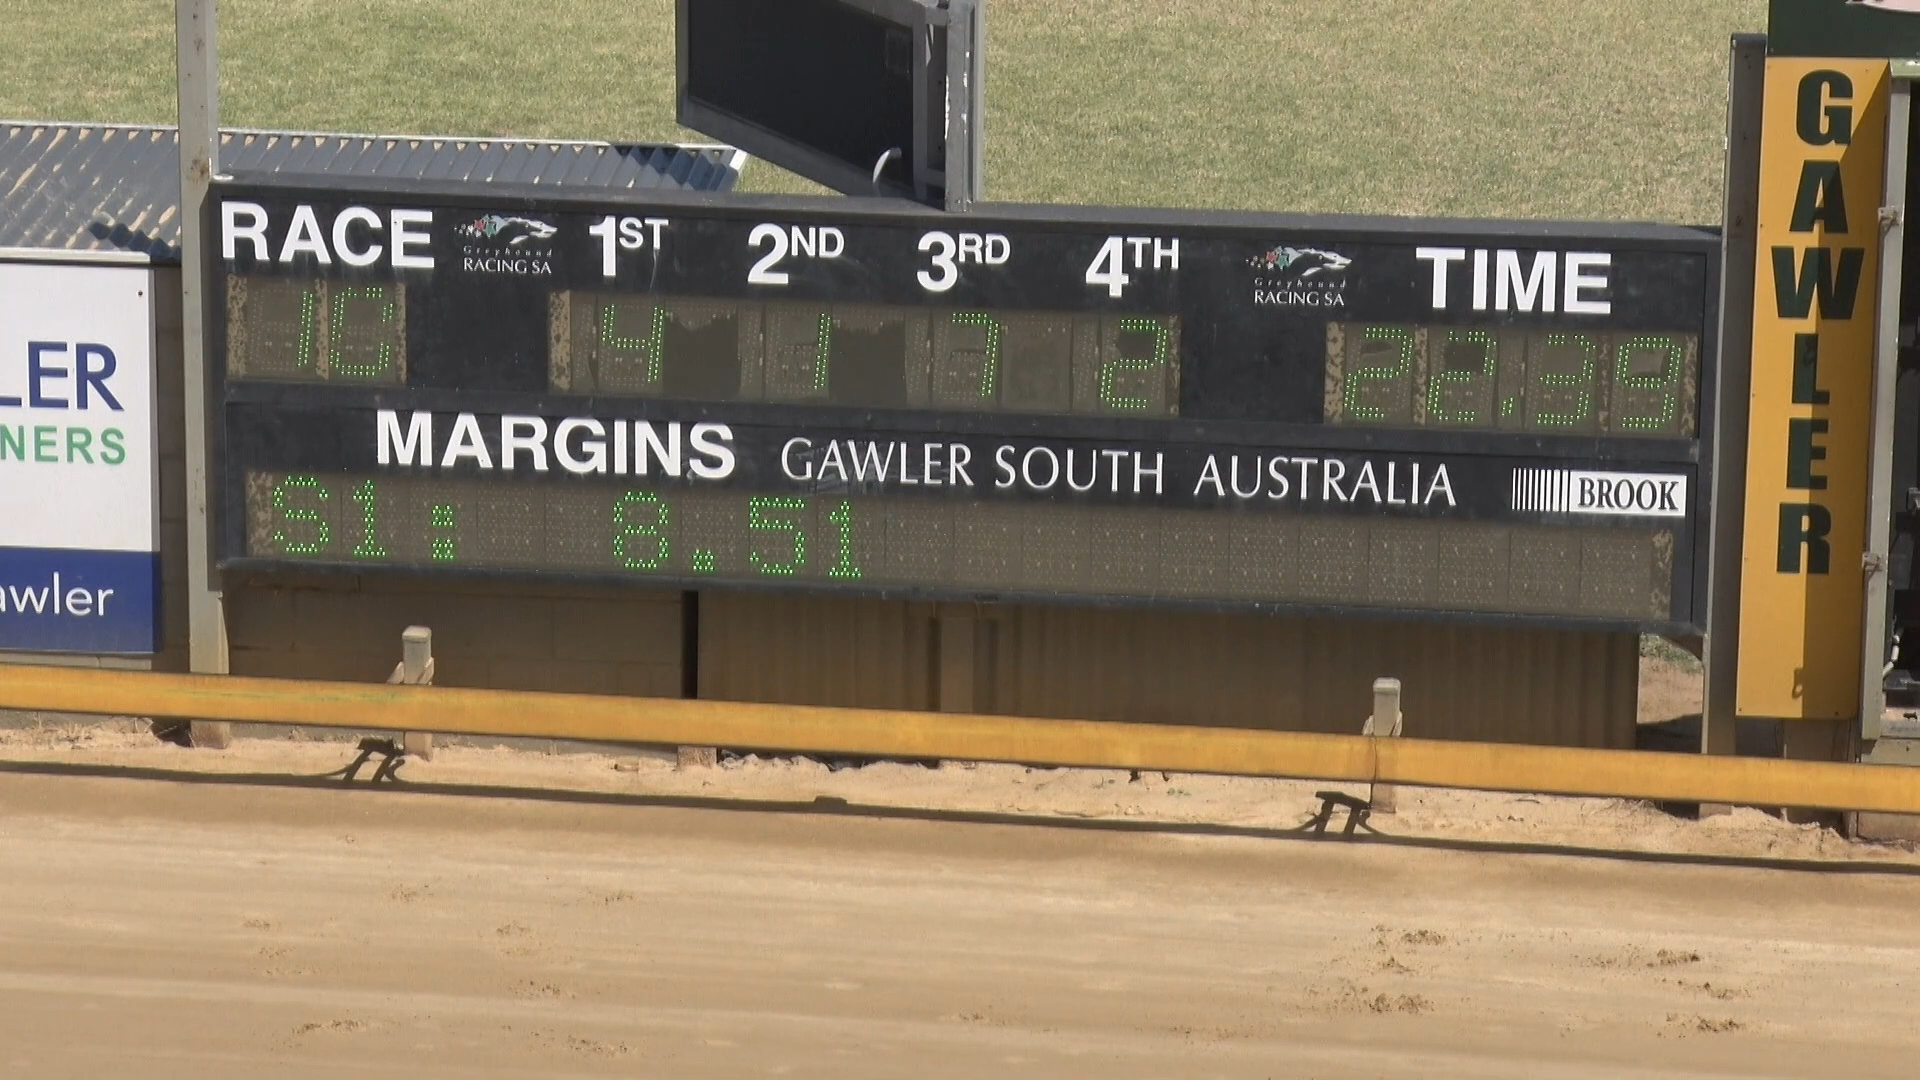 RACE 1ST 2ND 3RD 4TH TIME
Greyhound RACING SA
Greyhound RACING SA
10 4 1 7 2 22.39
MARGINS GAWLER SOUTH AUSTRALIA BROOK
S1: 8.51
GAWLER
LER
NERS
awler